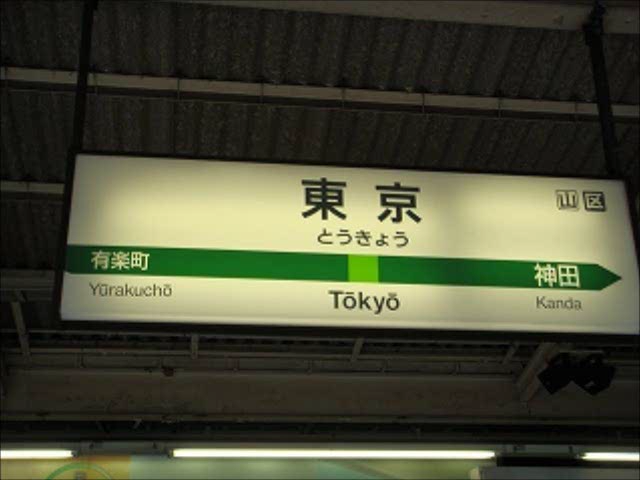 東京
山 区
とうきょう
有楽町
神田
Yūrakuchō
Tōkyō
Kanda